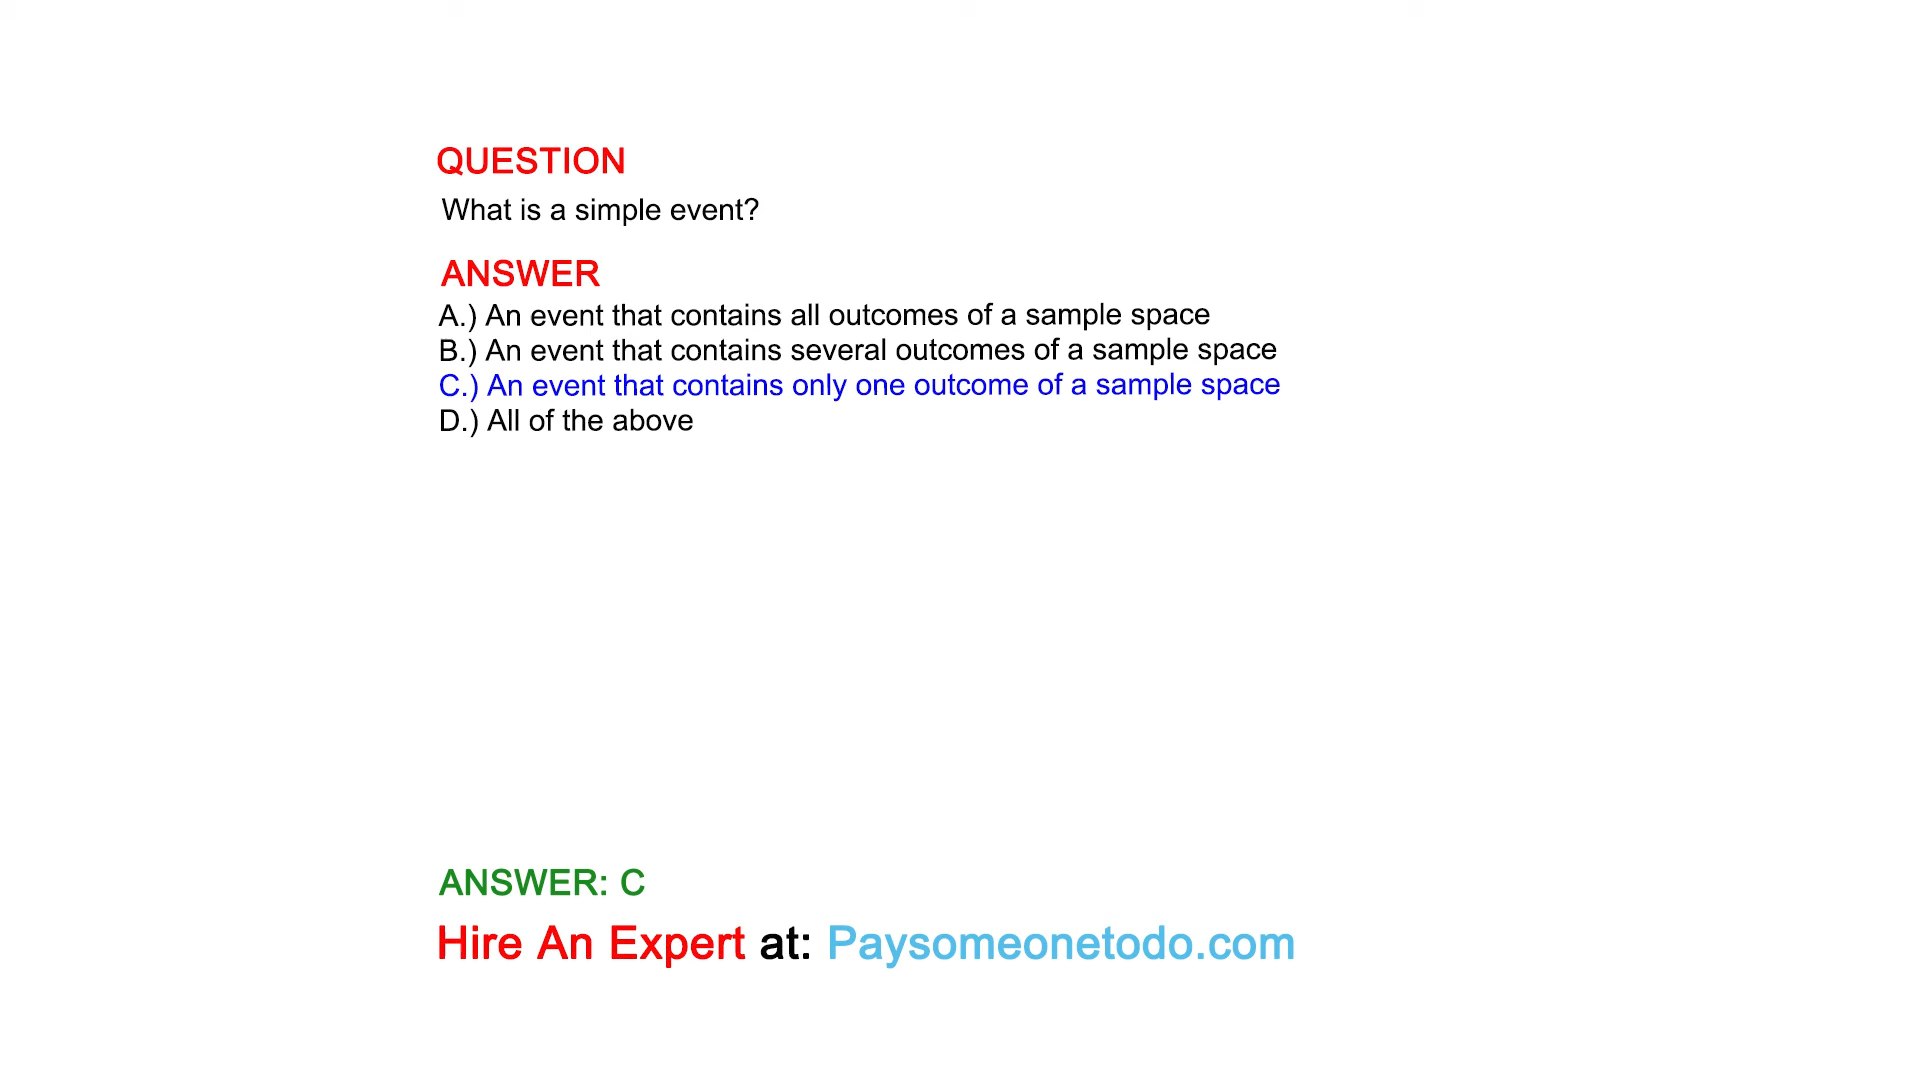 QUESTION
What is a simple event?
ANSWER
A.) An event that contains all outcomes of a sample space
B.) An event that contains several outcomes of a sample space
C.) An event that contains only one outcome of a sample space
D.) All of the above
ANSWER: C
Hire An Expert at: Paysomeonetodo.com